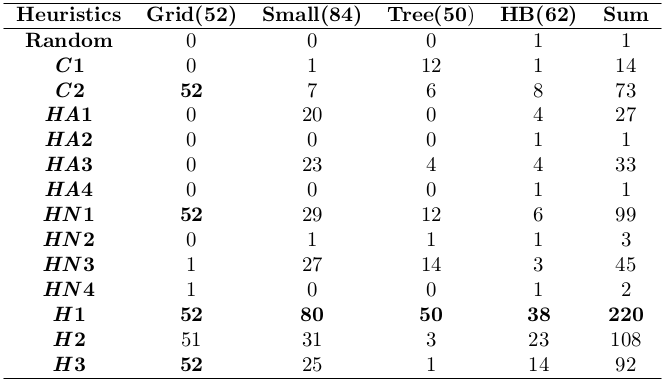 Heuristics Grid(52) Small(84) Tree(50) HB(62) Sum
Random 0 0 0 1 1
C1 0 1 12 1 14
C2 52 7 6 8 73
HA1 0 20 0 4 27
HA2 0 0 0 1 1
HA3 0 23 4 4 33
HA4 0 0 0 1 1
HN1 52 29 12 6 99
HN2 0 1 1 1 3
HN3 1 27 14 3 45
HN4 1 0 0 1 2
H1 52 80 50 38 220
H2 51 31 3 23 108
H3 52 25 1 14 92